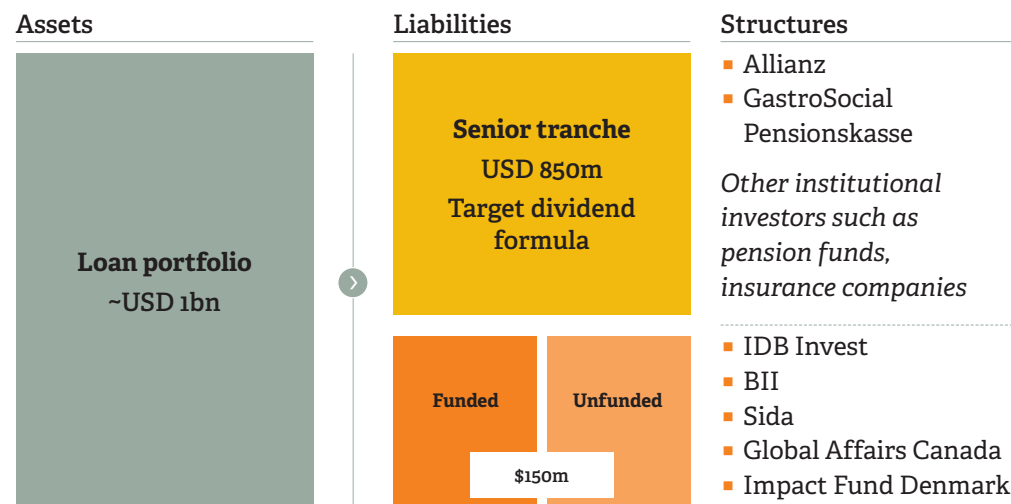 Assets
Loan portfolio
~USD 1bn
Liabilities
Senior tranche
USD 850m
Target dividend
formula
Funded
Unfunded
$150m
Structures
Allianz
GastroSocial
Pensionskasse
Other institutional
investors such as
pension funds,
insurance companies
IDB Invest
BII
Sida
Global Affairs Canada
Impact Fund Denmark